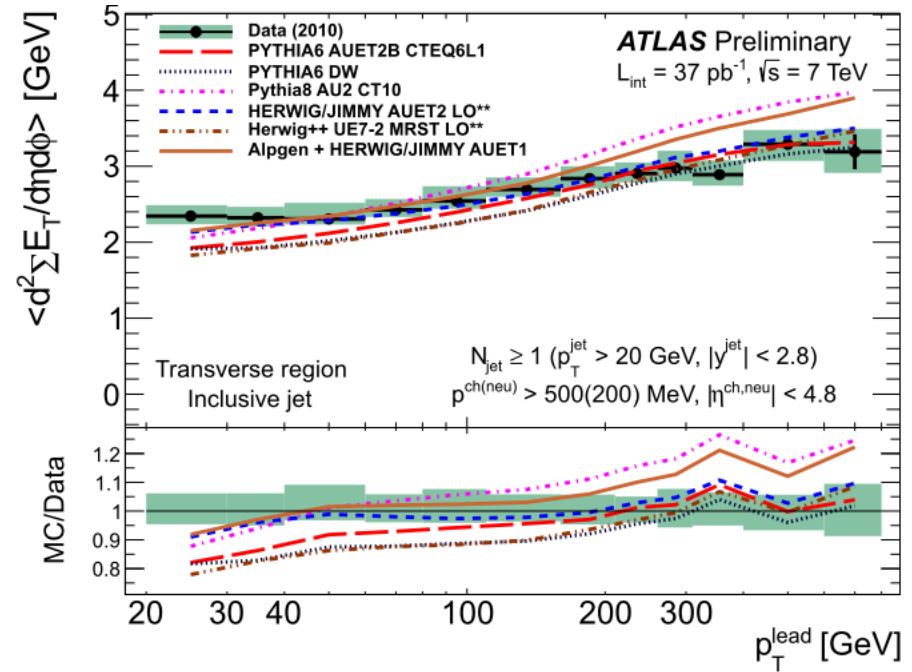 <d²ΣE_T/dηdϕ> [GeV]
5
4
3
2
1
0
Data (2010)
PYTHIA6 AUET2B CTEQ6L1
PYTHIA6 DW
Pythia8 AU2 CT10
HERWIG/JIMMY AUET2 LO**
Herwig++ UE7-2 MRST LO**
Alpgen + HERWIG/JIMMY AUET1
ATLAS Preliminary
L_int = 37 pb⁻¹, √s = 7 TeV
Transverse region
Inclusive jet
N_jet ≥ 1 (p_T^jet > 20 GeV, |y^jet| < 2.8)
p^ch(neu) > 500(200) MeV, |η^ch,neu| < 4.8
MC/Data
1.2
1.1
1
0.9
0.8
20 30 40 100 200 300
p_T^lead [GeV]